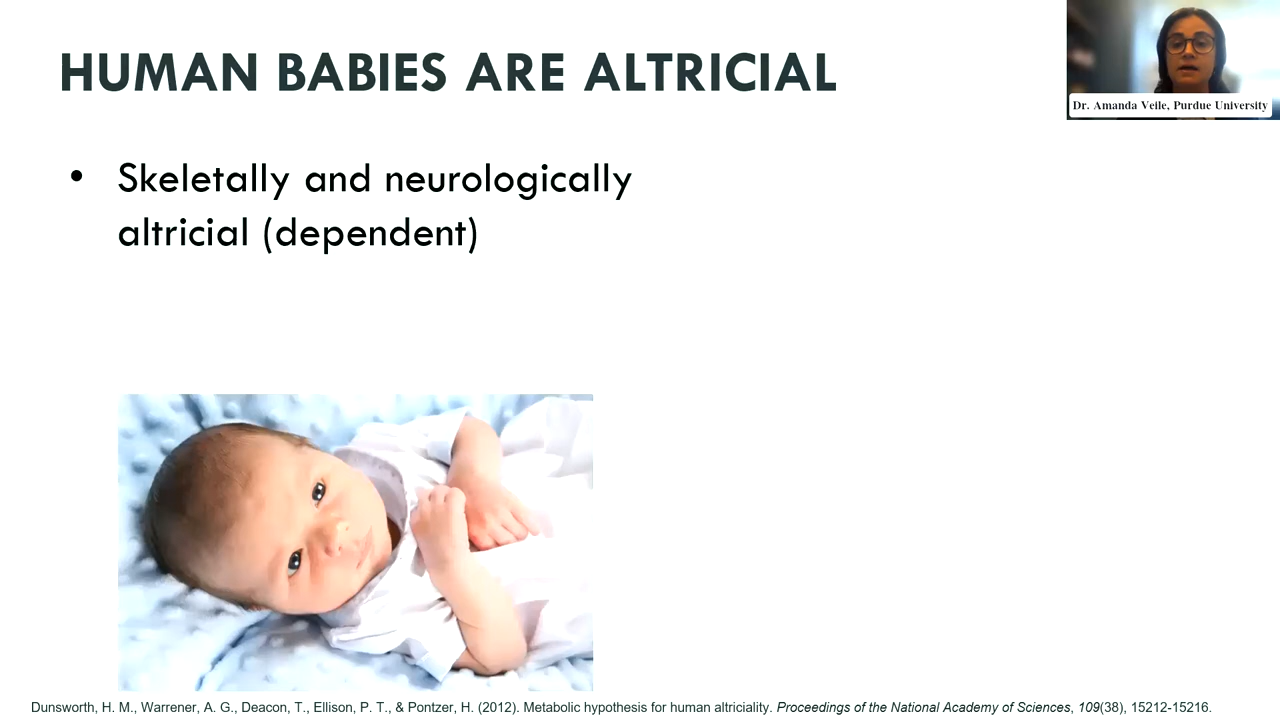 HUMAN BABIES ARE ALTRICIAL
Dr. Amanda Veile, Purdue University
• Skeletally and neurologically
altricial (dependent)
Dunsworth, H. M., Warrener, A. G., Deacon, T., Ellison, P. T., & Pontzer, H. (2012). Metabolic hypothesis for human altriciality. Proceedings of the National Academy of Sciences, 109(38), 15212-15216.